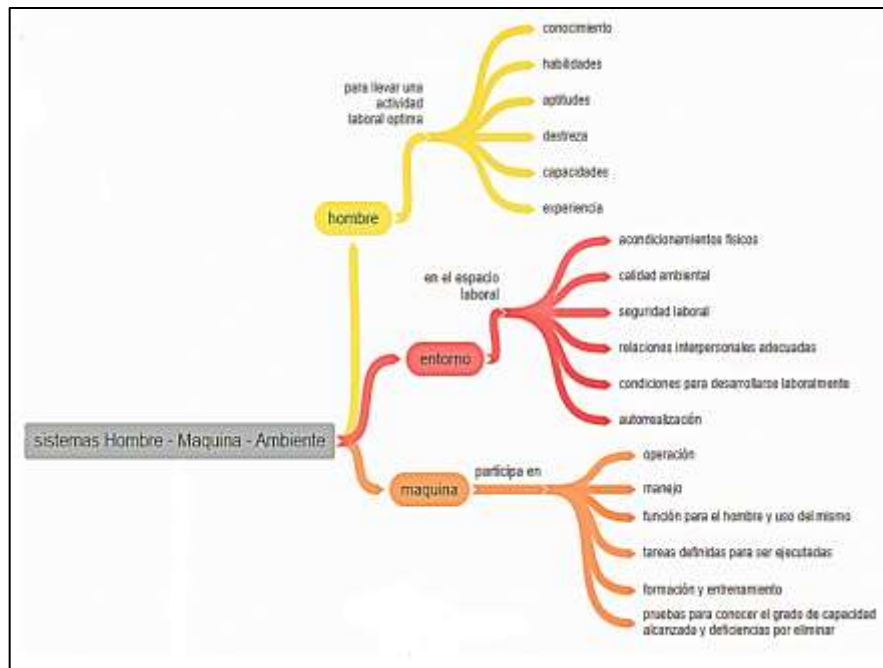 conocimiento
habilidades
para llevar una
actividad
laboral optima
aptitudes
destreza
capacidades
experiencia
hombre
acondicionamientos físicos
en el espacio
laboral
calidad ambiental
seguridad laboral
relaciones interpersonales adecuadas
entorno
condiciones para desarrollarse laboralmente
autorrealización
sistemas Hombre - Maquina - Ambiente
operación
participa en
maquina
manejo
función para el hombre y uso del mismo
tareas definidas para ser ejecutadas
formación y entrenamiento
pruebas para conocer el grado de capacidad
alcanzada y deficiencias por eliminar